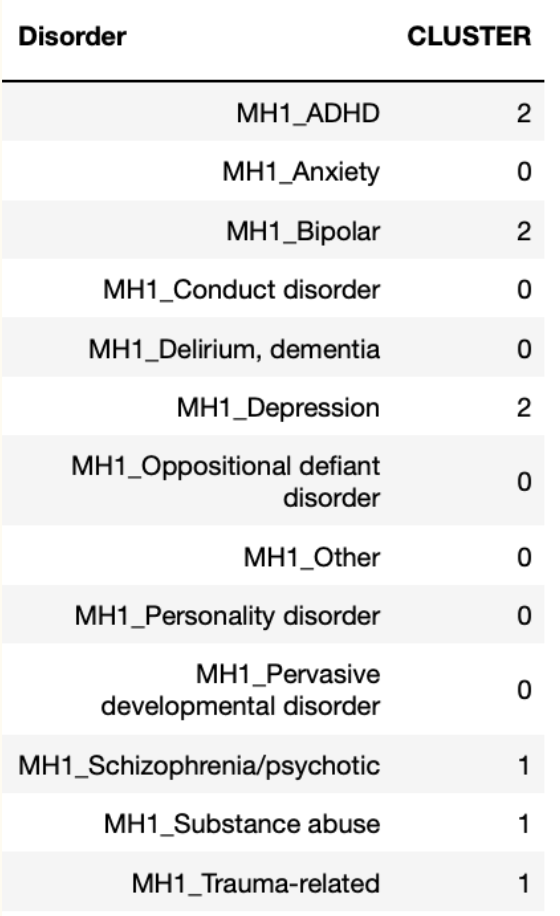 Disorder CLUSTER
MH1_ADHD 2
MH1_Anxiety 0
MH1_Bipolar 2
MH1_Conduct disorder 0
MH1_Delirium, dementia 0
MH1_Depression 2
MH1_Oppositional defiant
disorder 0
MH1_Other 0
MH1_Personality disorder 0
MH1_Pervasive
developmental disorder 0
MH1_Schizophrenia/psychotic 1
MH1_Substance abuse 1
MH1_Trauma-related 1